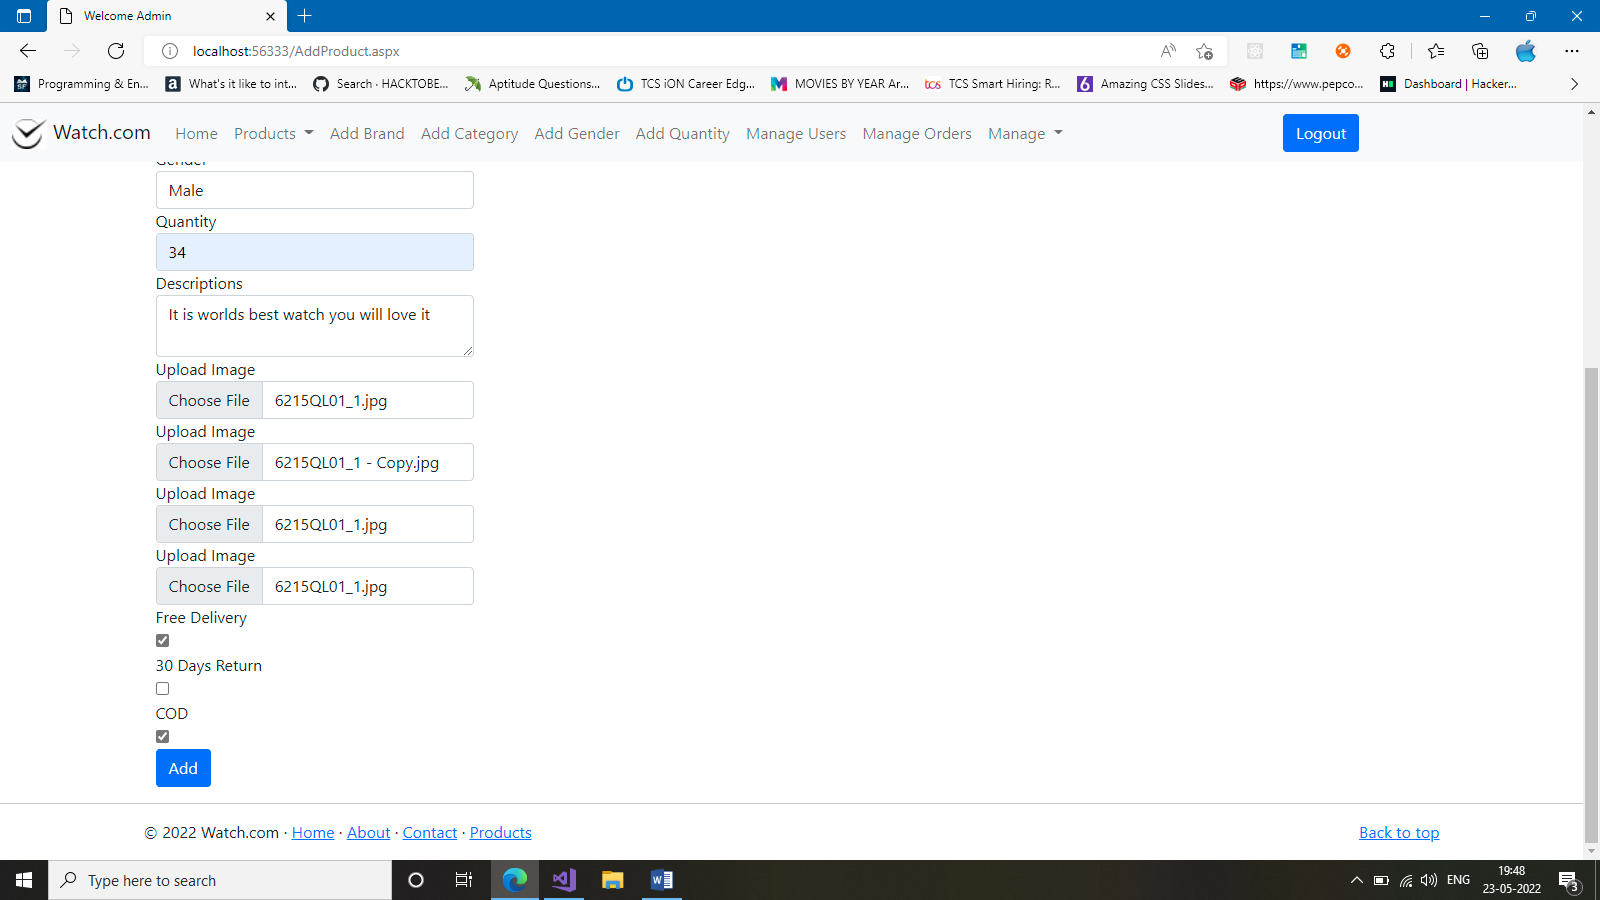 Welcome Admin
localhost:56333/AddProduct.aspx
Programming & En... What's it like to int... Search · HACKTOBE... Aptitude Questions... TCS iON Career Edg... MOVIES BY YEAR Ar... TCS Smart Hiring: R... Amazing CSS Slides... https://www.pepco... Dashboard | Hacker...
Watch.com Home Products Add Brand Add Category Add Gender Add Quantity Manage Users Manage Orders Manage Logout
Gender
Male
Quantity
34
Descriptions
It is worlds best watch you will love it
Upload Image
Choose File 6215QL01_1.jpg
Upload Image
Choose File 6215QL01_1 - Copy.jpg
Upload Image
Choose File 6215QL01_1.jpg
Upload Image
Choose File 6215QL01_1.jpg
Free Delivery
30 Days Return
COD
Add
© 2022 Watch.com · Home · About · Contact · Products Back to top
Type here to search
ENG
19:48
23-05-2022
3